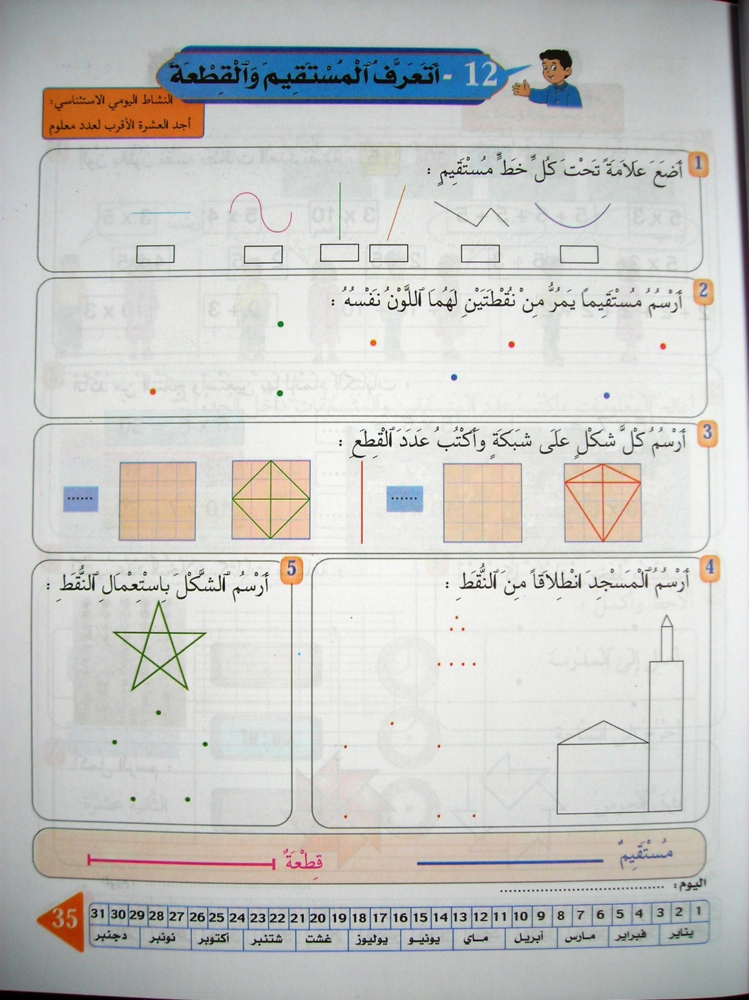 12 - أَتَعَرَّفُ ٱلْمُسْتَقِيمَ وَٱلْقِطْعَةَ
النشاط اليومي الاستئناسي :
أجد العشرة الأقرب لعدد معلوم
1
أَضَعَ عَلَامَةً تَحْتَ كُلِّ خَطٍّ مُسْتَقِيمٍ :
2
أَرْسُمُ مُسْتَقِيماً يَمُرُّ مِنْ نُقْطَتَيْنِ لَهُمَا ٱللَّوْنُ نَفْسُهُ :
3
أَرْسُمُ كُلَّ شَكْلٍ عَلَى شَبَكَةٍ وَأَكْتُبُ عَدَدَ ٱلْقِطَعِ :
......
......
4
أَرْسُمُ ٱلْمَسْجِدَ انْطِلَاقاً مِنَ ٱلنُّقَطِ :
5
أَرْسُمُ ٱلشَّكْلَ بِاسْتِعْمَالِ ٱلنُّقَطِ :
مُسْتَقِيمٌ
قِطْعَةٌ
اليوم : ........................................
1 2 3 4 5 6 7 8 9 10 11 12 13 14 15 16 17 18 19 20 21 22 23 24 25 26 27 28 29 30 31
يناير فبراير مارس أبريل ماي يونيو يوليوز غشت شتنبر أكتوبر نونبر دجنبر
35